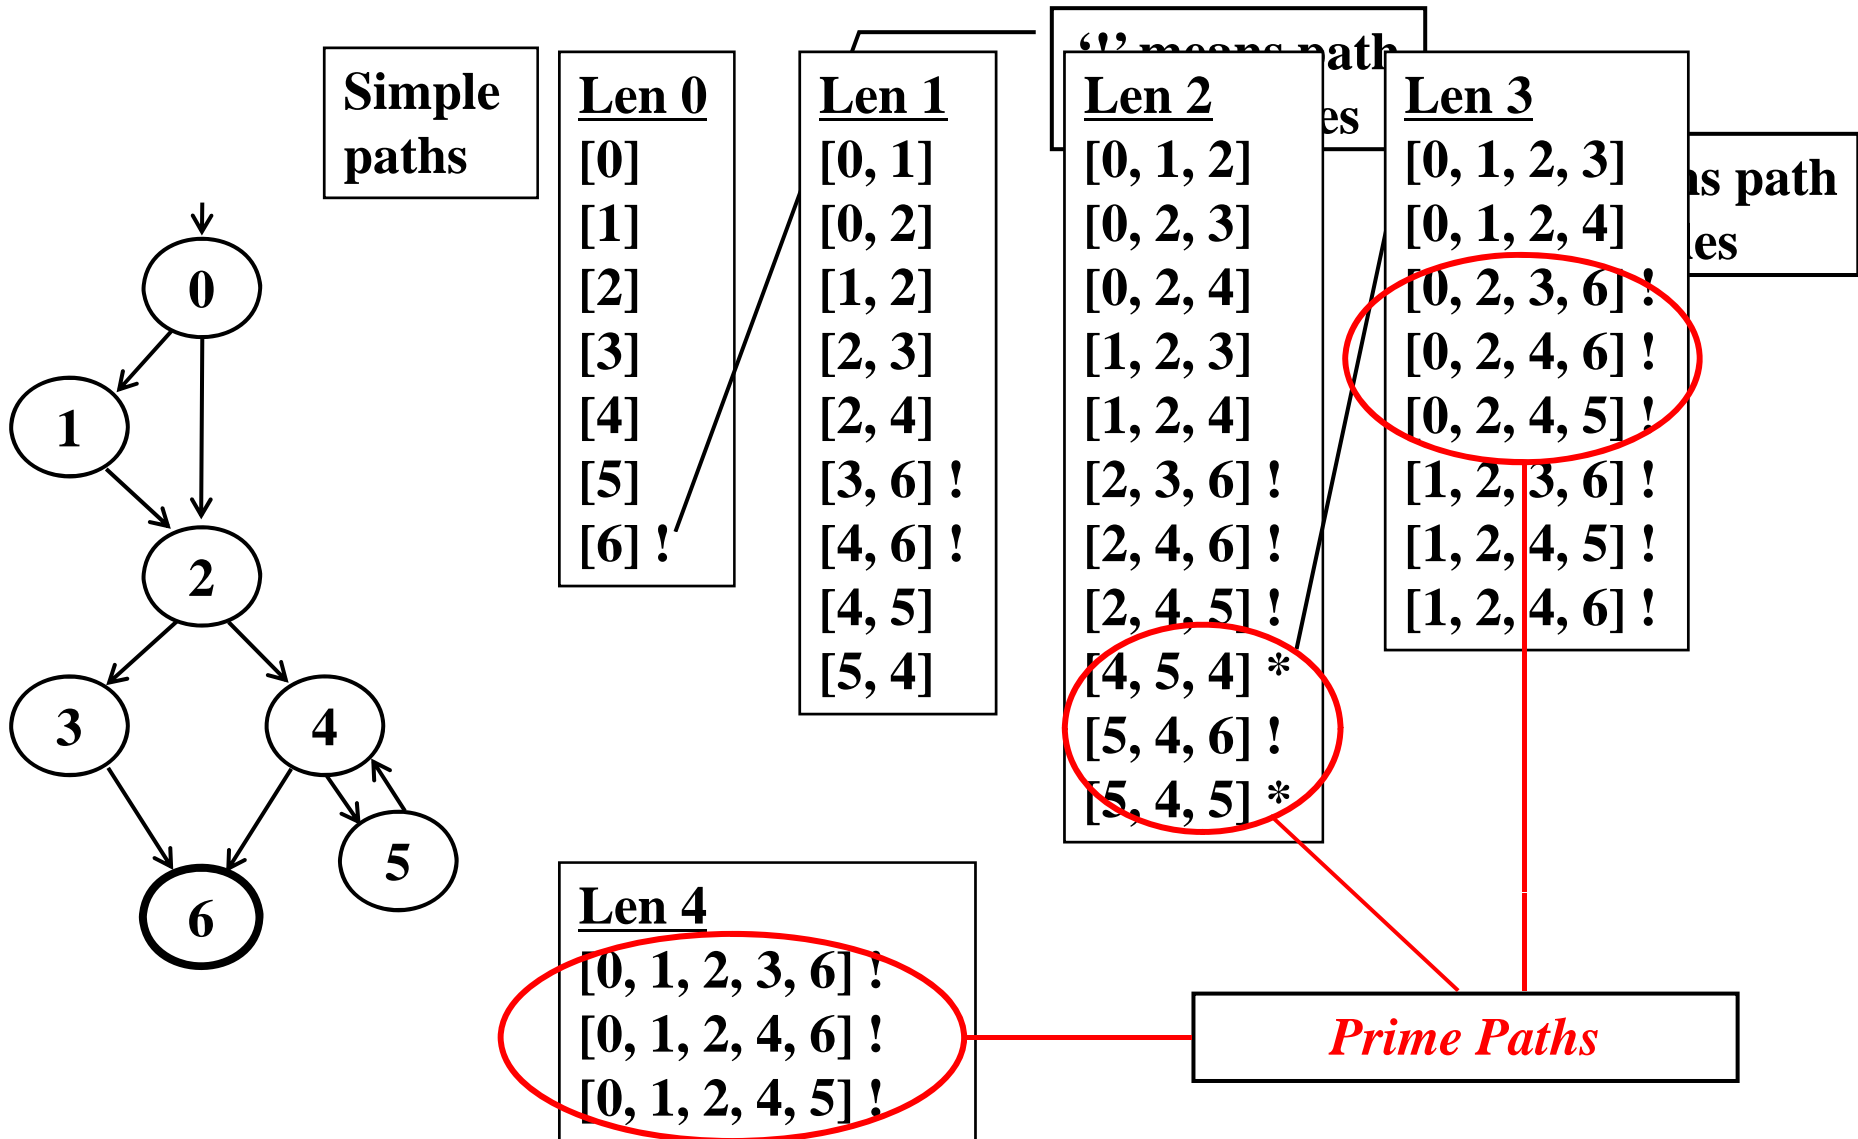 Simple
paths
Len 0
[0]
[1]
[2]
[3]
[4]
[5]
[6] !
Len 1
[0, 1]
[0, 2]
[1, 2]
[2, 3]
[2, 4]
[3, 6] !
[4, 6] !
[4, 5]
[5, 4]
‘!’ means path
Len 2
[0, 1, 2]
[0, 2, 3]
[0, 2, 4]
[1, 2, 3]
[1, 2, 4]
[2, 3, 6] !
[2, 4, 6] !
[2, 4, 5] !
[4, 5, 4] *
[5, 4, 6] !
[5, 4, 5] *
Len 3
[0, 1, 2, 3]
[0, 1, 2, 4]
[0, 2, 3, 6] !
[0, 2, 4, 6] !
[0, 2, 4, 5] !
[1, 2, 3, 6] !
[1, 2, 4, 5] !
[1, 2, 4, 6] !
path
0
1
2
3
4
5
6
Len 4
[0, 1, 2, 3, 6] !
[0, 1, 2, 4, 6] !
[0, 1, 2, 4, 5] !
Prime Paths